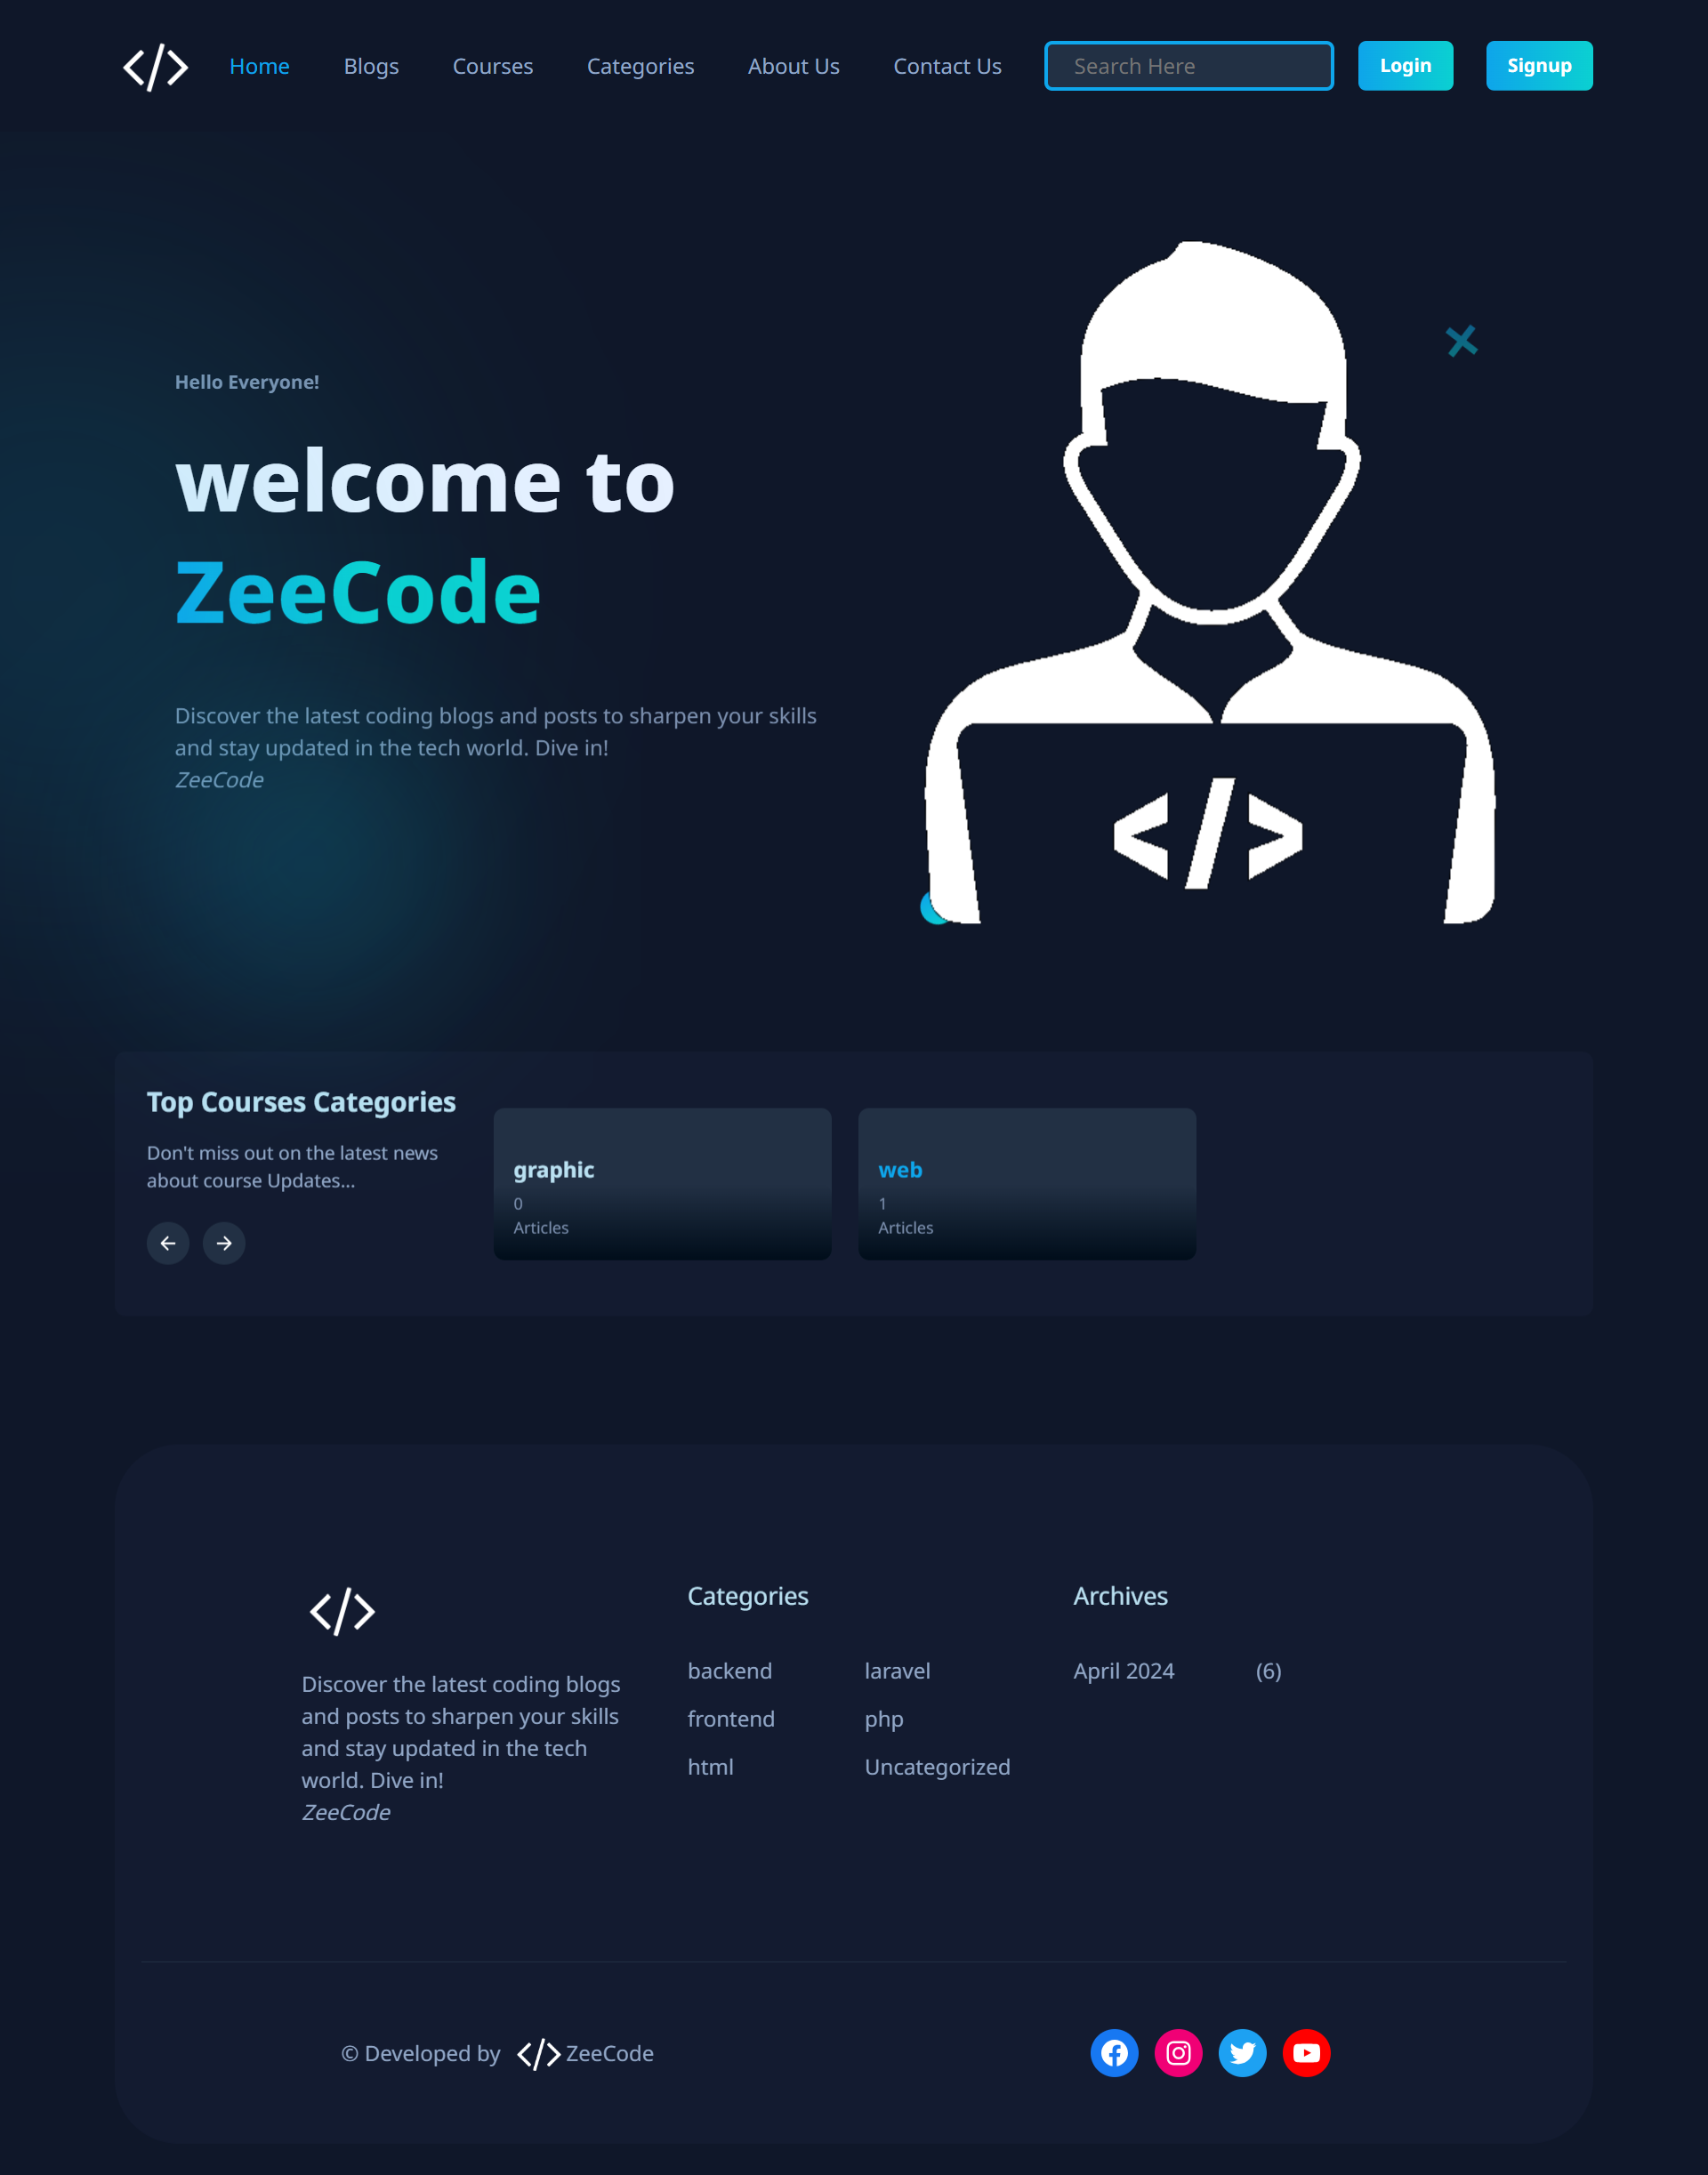 </> Home Blogs Courses Categories About Us Contact Us Search Here Login Signup
Hello Everyone!
welcome to
ZeeCode
Discover the latest coding blogs and posts to sharpen your skills
and stay updated in the tech world. Dive in!
ZeeCode
</>
Top Courses Categories
Don't miss out on the latest news
about course Updates...
graphic
0
Articles
web
1
Articles
</>
Discover the latest coding blogs
and posts to sharpen your skills
and stay updated in the tech
world. Dive in!
ZeeCode
Categories
backend laravel
frontend php
html Uncategorized
Archives
April 2024 (6)
© Developed by </> ZeeCode